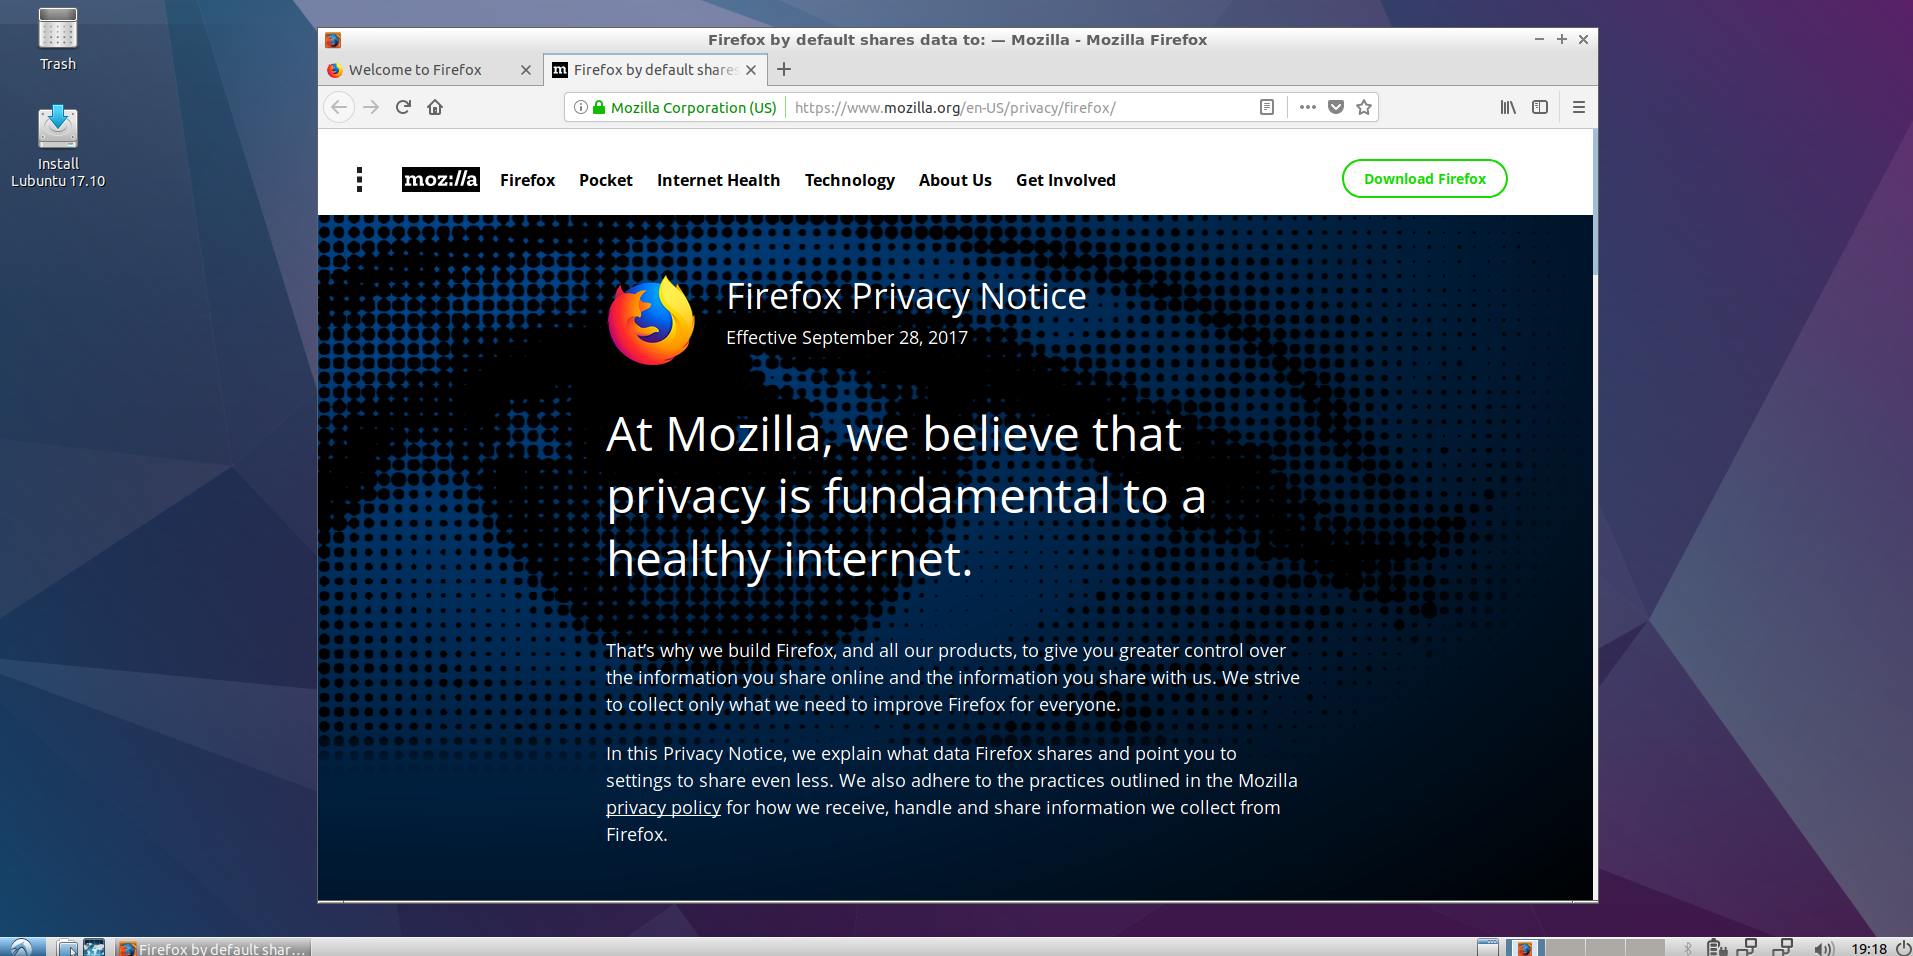 Trash
Install
Lubuntu 17.10
Firefox by default shares data to: — Mozilla - Mozilla Firefox
Welcome to Firefox
m Firefox by default shares
Mozilla Corporation (US) https://www.mozilla.org/en-US/privacy/firefox/
moz://a Firefox Pocket Internet Health Technology About Us Get Involved Download Firefox
Firefox Privacy Notice
Effective September 28, 2017
At Mozilla, we believe that
privacy is fundamental to a
healthy internet.
That’s why we build Firefox, and all our products, to give you greater control over
the information you share online and the information you share with us. We strive
to collect only what we need to improve Firefox for everyone.
In this Privacy Notice, we explain what data Firefox shares and point you to
settings to share even less. We also adhere to the practices outlined in the Mozilla
privacy policy for how we receive, handle and share information we collect from
Firefox.
Firefox by default shar...
19:18